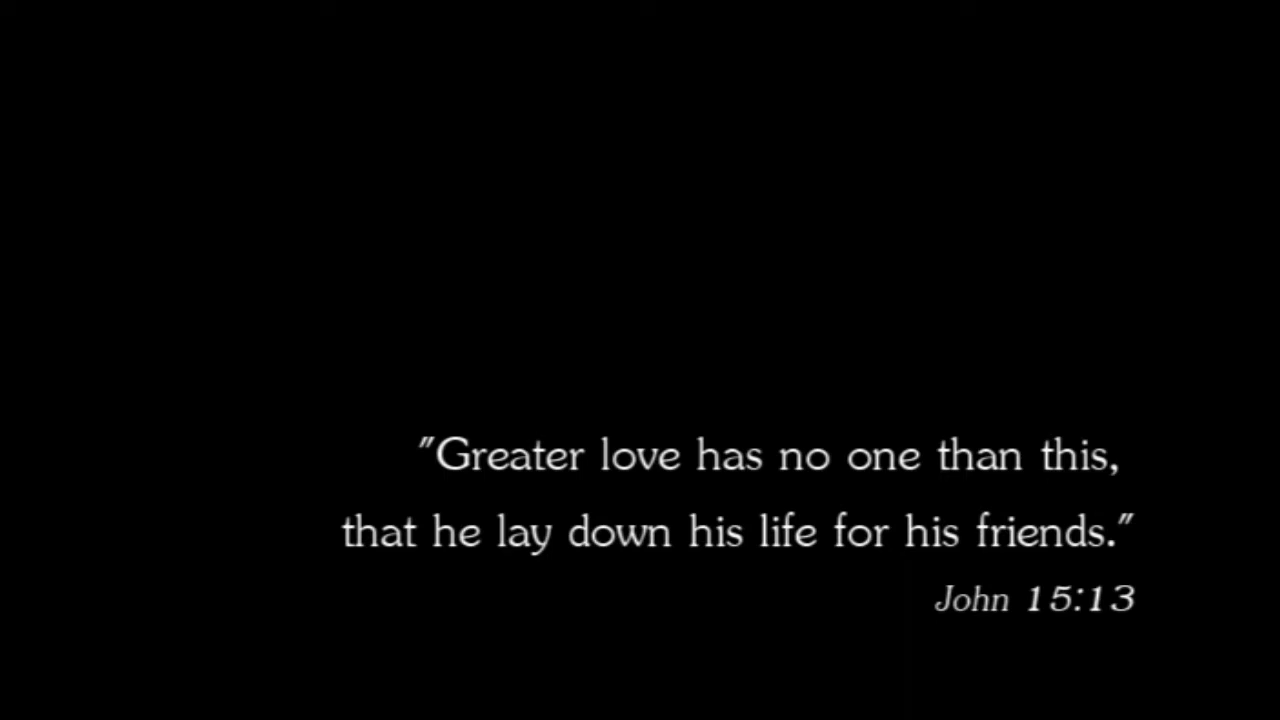 "Greater love has no one than this,
that he lay down his life for his friends."
John 15:13